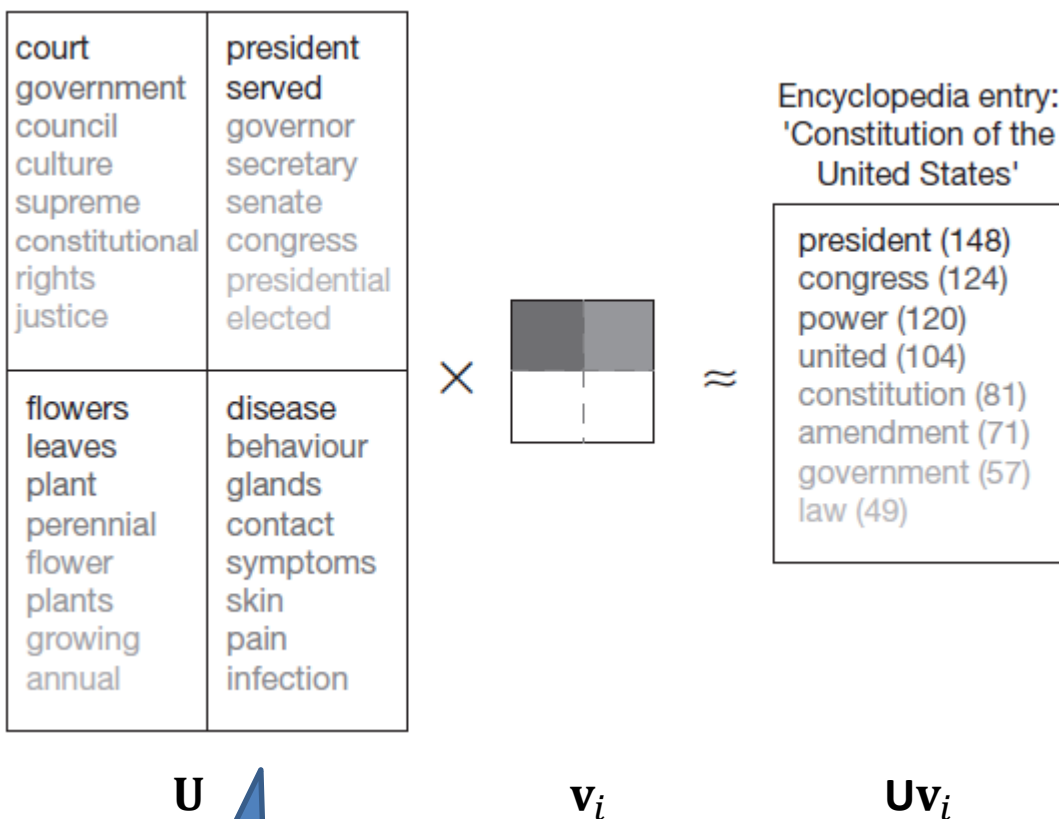 court
government
council
culture
supreme
constitutional
rights
justice
president
served
governor
secretary
senate
congress
presidential
elected
flowers
leaves
plant
perennial
flower
plants
growing
annual
disease
behaviour
glands
contact
symptoms
skin
pain
infection
×
≈
Encyclopedia entry:
'Constitution of the
United States'
president (148)
congress (124)
power (120)
united (104)
constitution (81)
amendment (71)
government (57)
law (49)
U
vᵢ
Uvᵢ